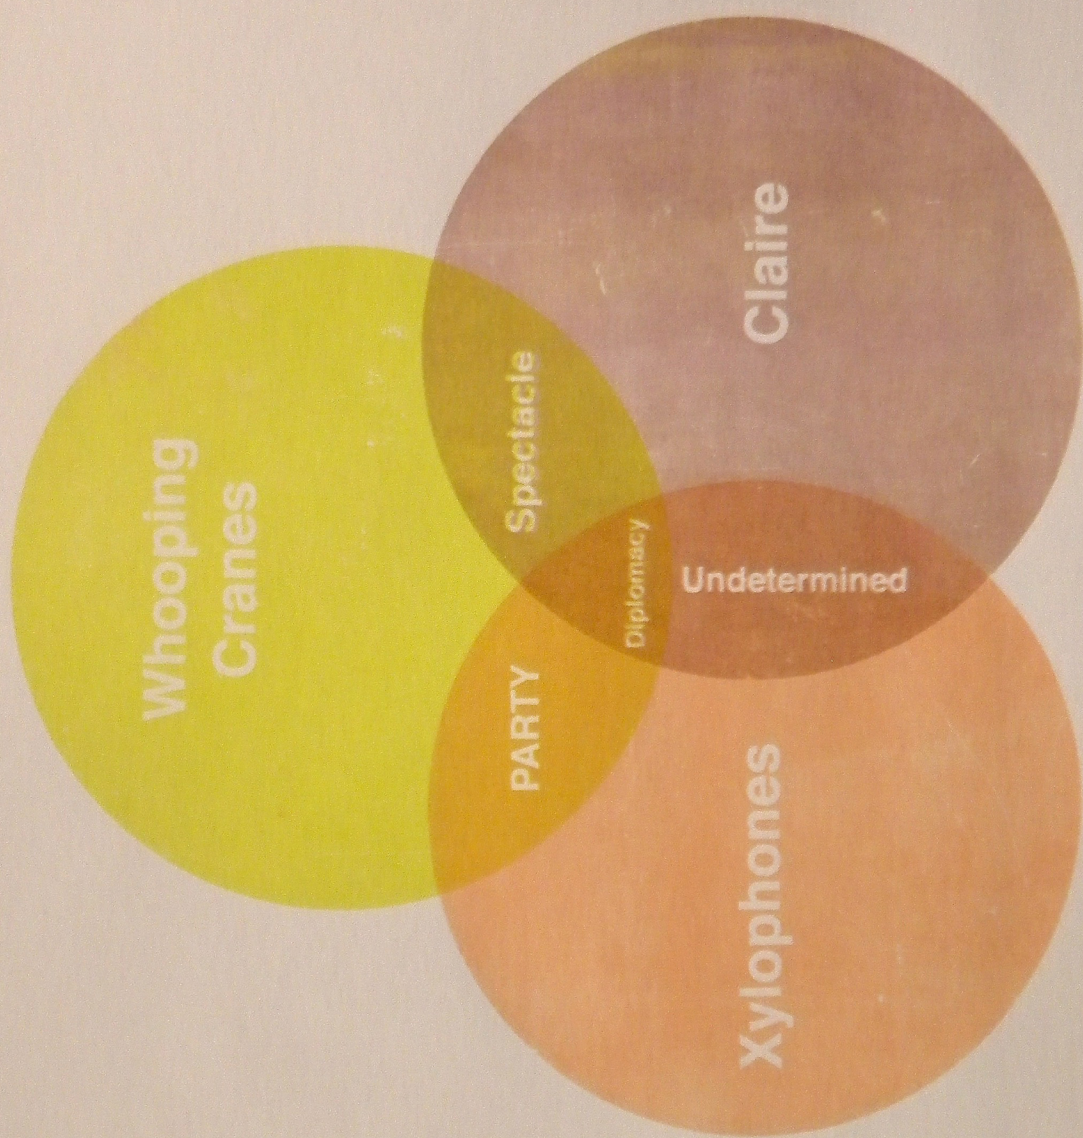 Whooping
Cranes
PARTY
Spectacle
Diplomacy
Undetermined
Xylophones
Claire